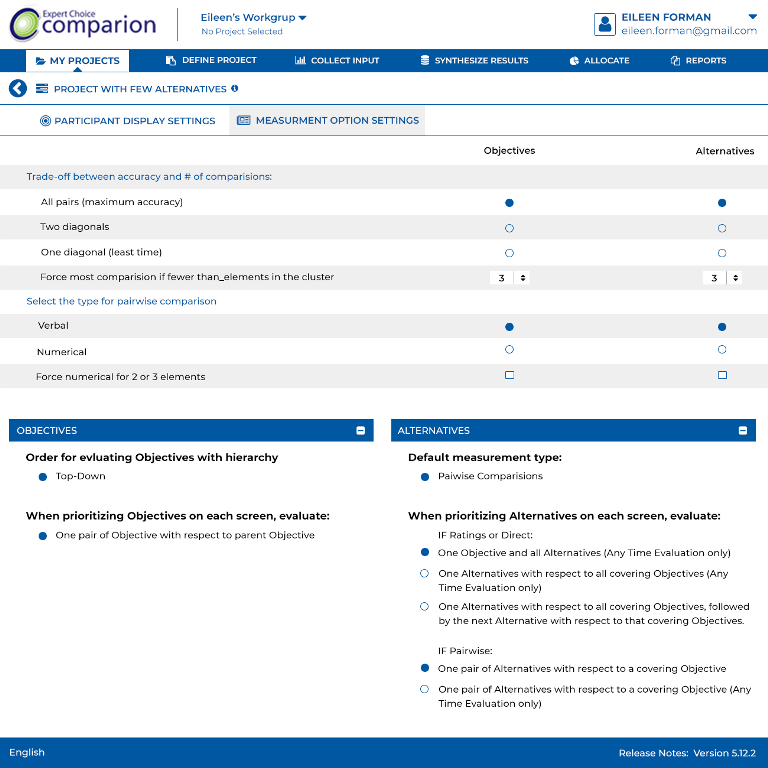 Expert Choice
comparion
Eileen's Workgrup
No Project Selected
EILEEN FORMAN
eileen.forman@gmail.com
MY PROJECTS
DEFINE PROJECT
COLLECT INPUT
SYNTHESIZE RESULTS
ALLOCATE
REPORTS
PROJECT WITH FEW ALTERNATIVES
PARTICIPANT DISPLAY SETTINGS
MEASURMENT OPTION SETTINGS
Objectives
Alternatives
Trade-off between accuracy and # of comparisions:
All pairs (maximum accuracy)
Two diagonals
One diagonal (least time)
Force most comparision if fewer than_elements in the cluster
3
3
Select the type for pairwise comparison
Verbal
Numerical
Force numerical for 2 or 3 elements
OBJECTIVES
Order for evluating Objectives with hierarchy
Top-Down
When prioritizing Objectives on each screen, evaluate:
One pair of Objective with respect to parent Objective
ALTERNATIVES
Default measurement type:
Paiwise Comparisions
When prioritizing Alternatives on each screen, evaluate:
IF Ratings or Direct:
One Objective and all Alternatives (Any Time Evaluation only)
One Alternatives with respect to all covering Objectives (Any
Time Evaluation only)
One Alternatives with respect to all covering Objectives, followed
by the next Alternative with respect to that covering Objectives.
IF Pairwise:
One pair of Alternatives with respect to a covering Objective
One pair of Alternatives with respect to a covering Objective (Any
Time Evaluation only)
English
Release Notes: Version 5.12.2